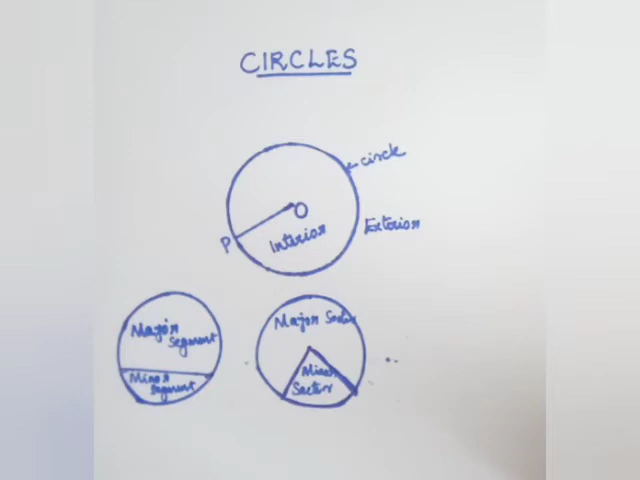 CIRCLES
circle
O
Exterior
P
Interior
Major
segment
Minor
segment
Major Sector
Minor
Sector